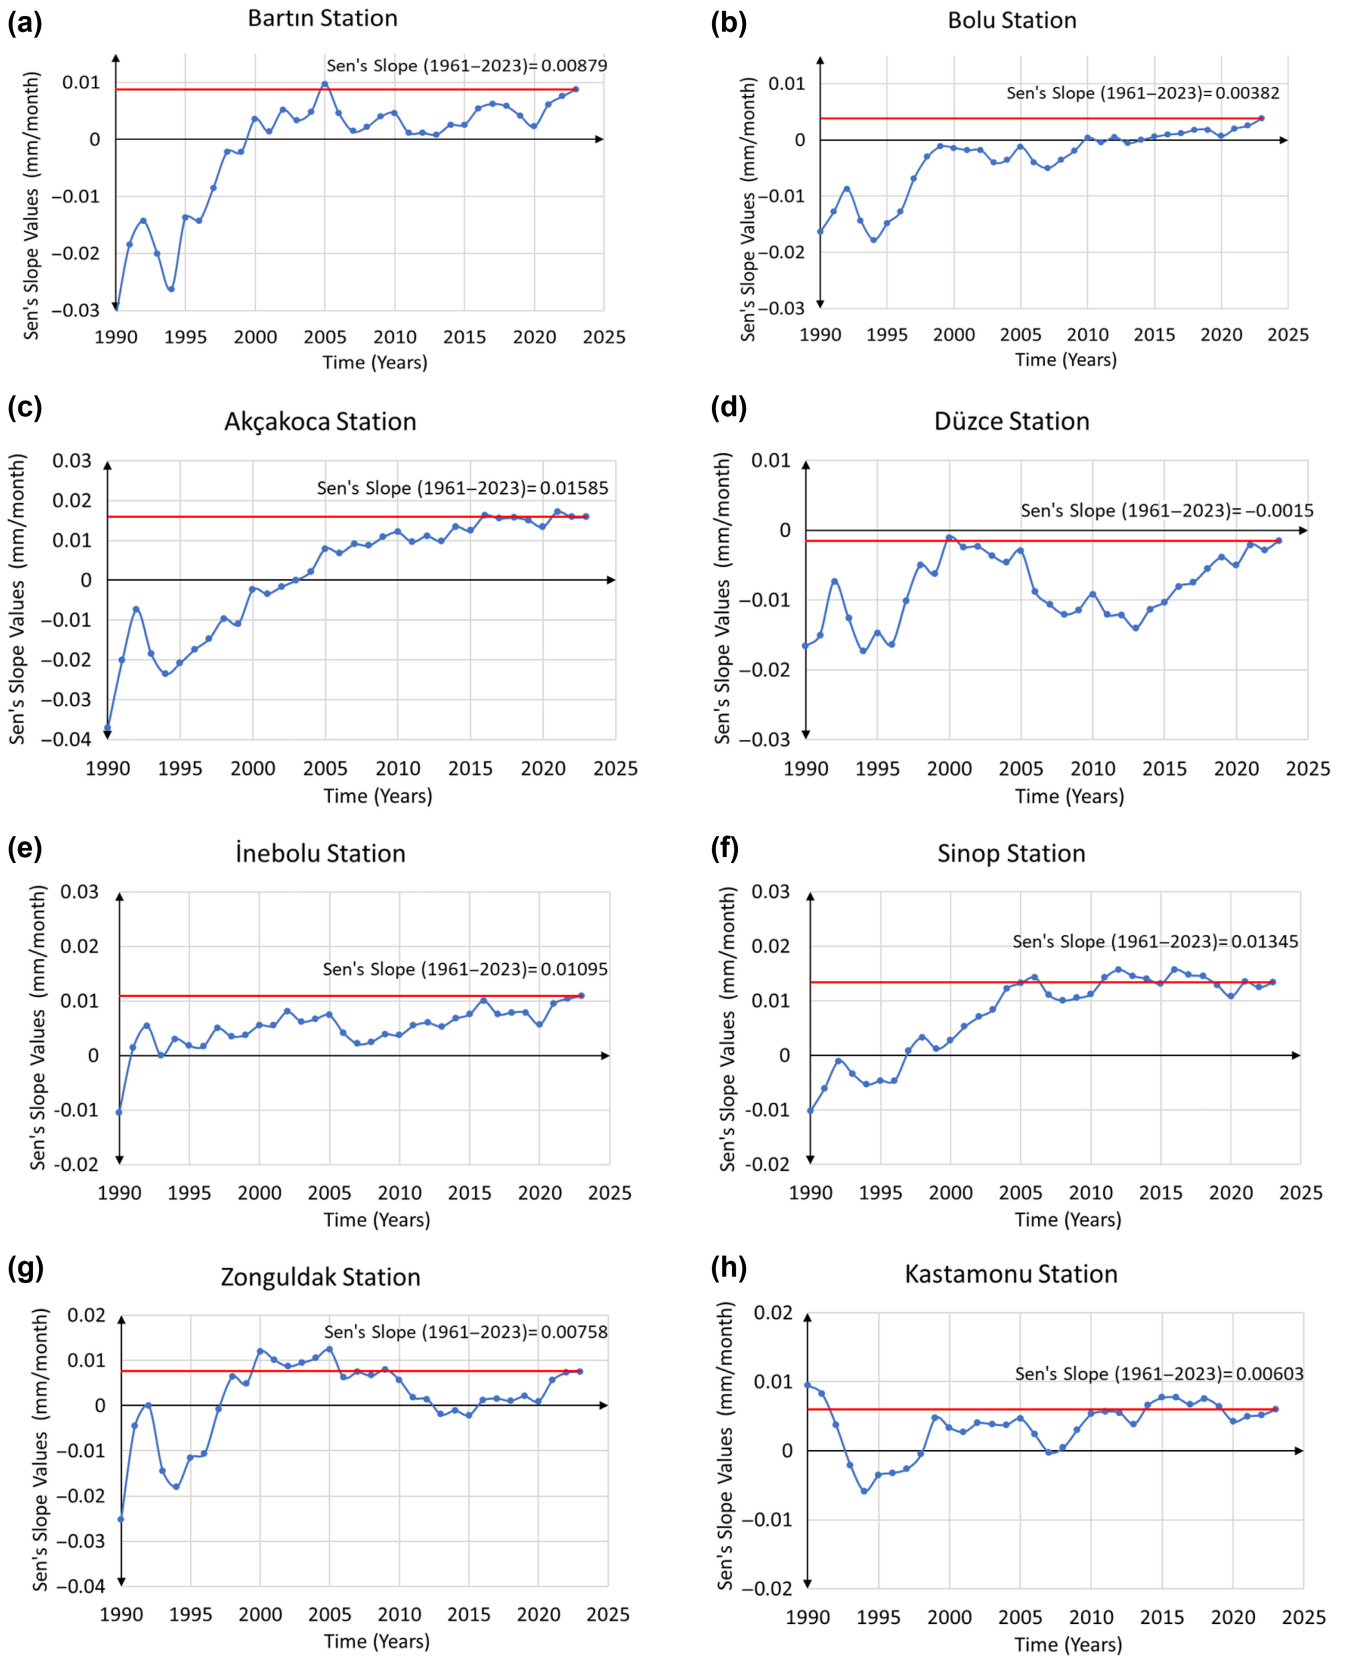 (a)
Bartın Station
Sen's Slope (1961–2023)= 0.00879
Sen's Slope Values (mm/month)
0.01
0
−0.01
−0.02
−0.03
1990 1995 2000 2005 2010 2015 2020 2025
Time (Years)
(b)
Bolu Station
Sen's Slope (1961–2023)= 0.00382
Sen's Slope Values (mm/month)
0.01
0
−0.01
−0.02
−0.03
1990 1995 2000 2005 2010 2015 2020 2025
Time (Years)
(c)
Akçakoca Station
Sen's Slope (1961–2023)= 0.01585
Sen's Slope Values (mm/month)
0.03
0.02
0.01
0
−0.01
−0.02
−0.03
−0.04
1990 1995 2000 2005 2010 2015 2020 2025
Time (Years)
(d)
Düzce Station
Sen's Slope (1961–2023)= −0.0015
Sen's Slope Values (mm/month)
0.01
0
−0.01
−0.02
−0.03
1990 1995 2000 2005 2010 2015 2020 2025
Time (Years)
(e)
İnebolu Station
Sen's Slope (1961–2023)= 0.01095
Sen's Slope Values (mm/month)
0.03
0.02
0.01
0
-0.01
-0.02
1990 1995 2000 2005 2010 2015 2020 2025
Time (Years)
(f)
Sinop Station
Sen's Slope (1961–2023)= 0.01345
Sen's Slope Values (mm/month)
0.03
0.02
0.01
0
-0.01
-0.02
1990 1995 2000 2005 2010 2015 2020 2025
Time (Years)
(g)
Zonguldak Station
Sen's Slope (1961–2023)= 0.00758
Sen's Slope Values (mm/month)
0.02
0.01
0
−0.01
−0.02
−0.03
−0.04
1990 1995 2000 2005 2010 2015 2020 2025
Time (Years)
(h)
Kastamonu Station
Sen's Slope (1961–2023)= 0.00603
Sen's Slope Values (mm/month)
0.02
0.01
0
−0.01
−0.02
1990 1995 2000 2005 2010 2015 2020 2025
Time (Years)